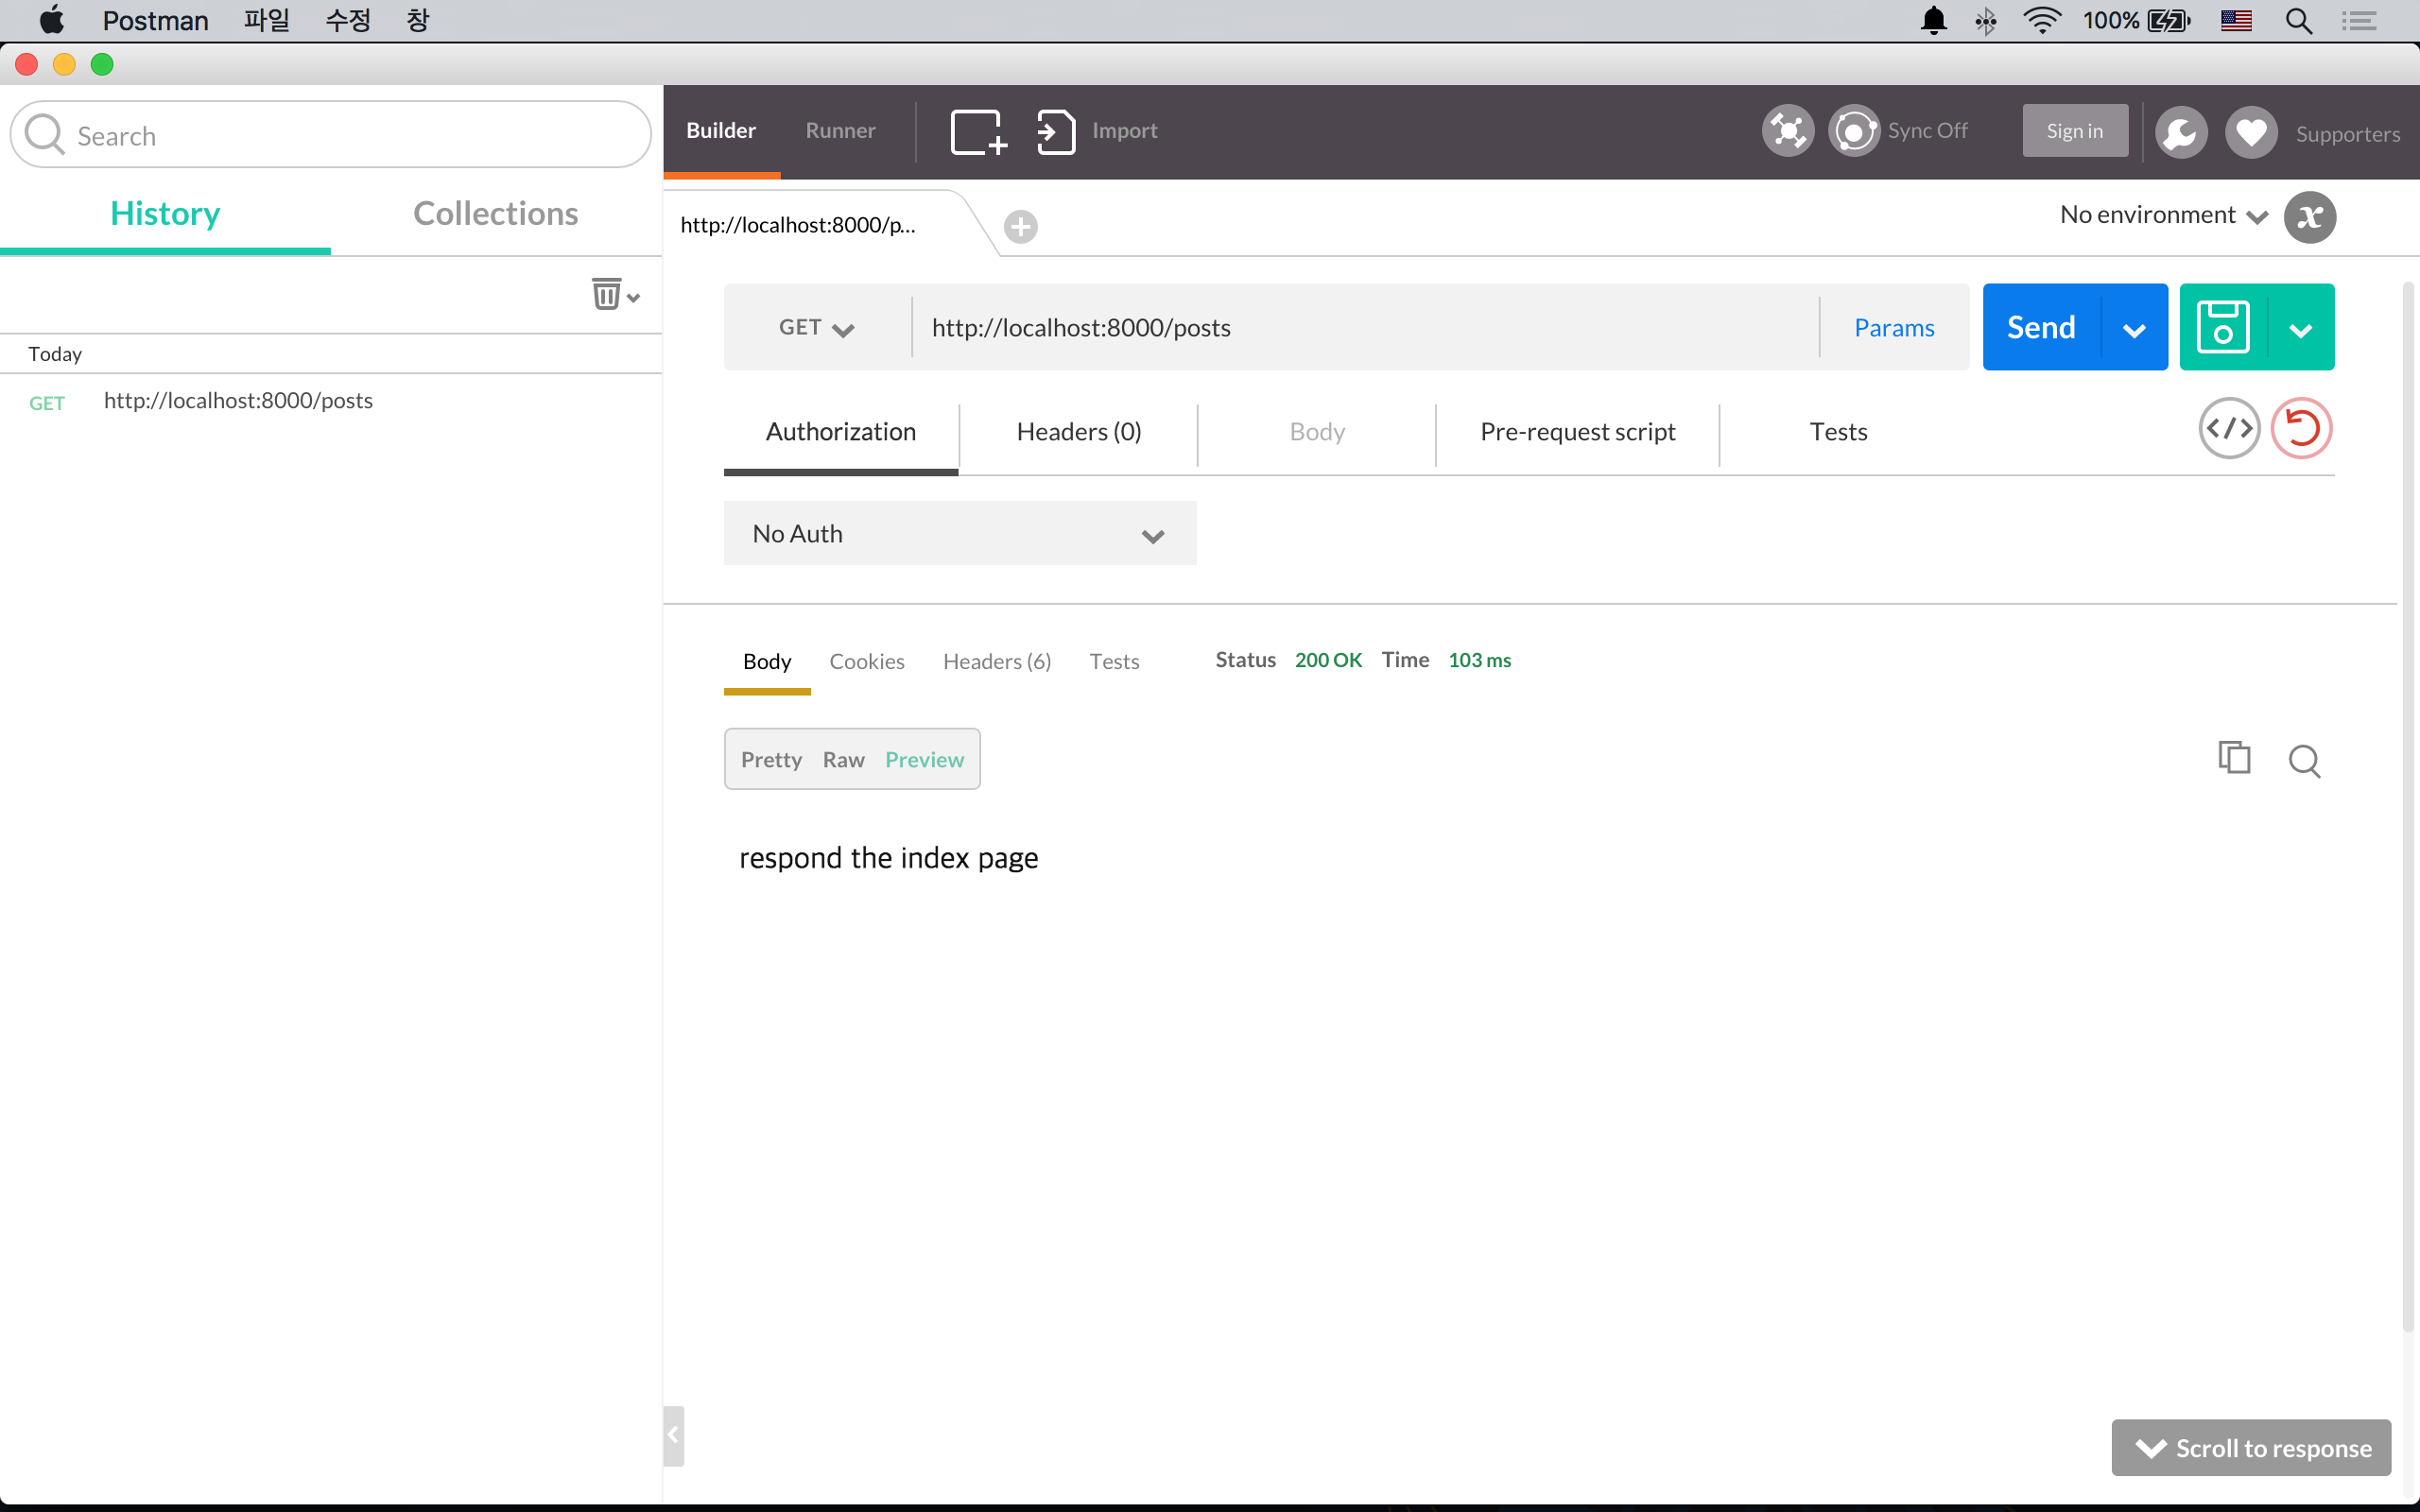 Postman 파일 수정 창 100%
Search
History Collections
Today
GET http://localhost:8000/posts
Builder Runner Import Sync Off Sign in Supporters
http://localhost:8000/p... No environment x
GET http://localhost:8000/posts Params Send
Authorization Headers (0) Body Pre-request script Tests
No Auth
Body Cookies Headers (6) Tests Status 200 OK Time 103 ms
Pretty Raw Preview
respond the index page
Scroll to response